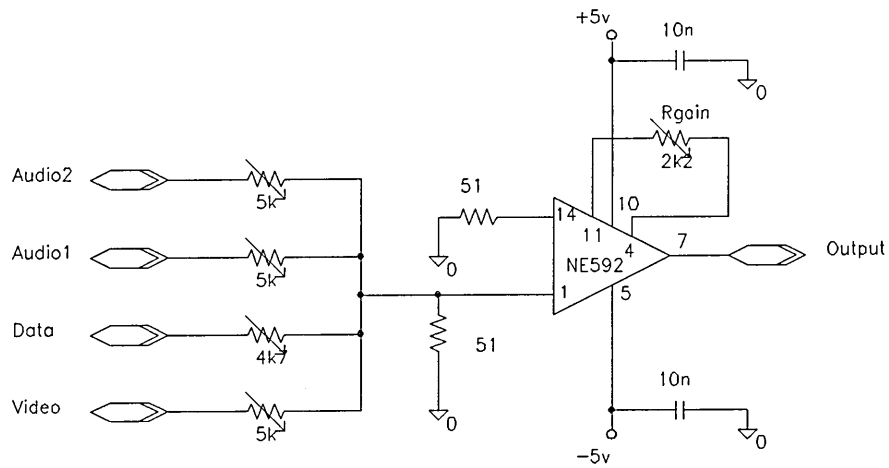 +5v
10n
0
Rgain
2k2
Audio2
5k
51
14
11
10
4
7
Output
0
NE592
Audio1
5k
1
5
Data
4k7
51
10n
Video
5k
0
0
-5v